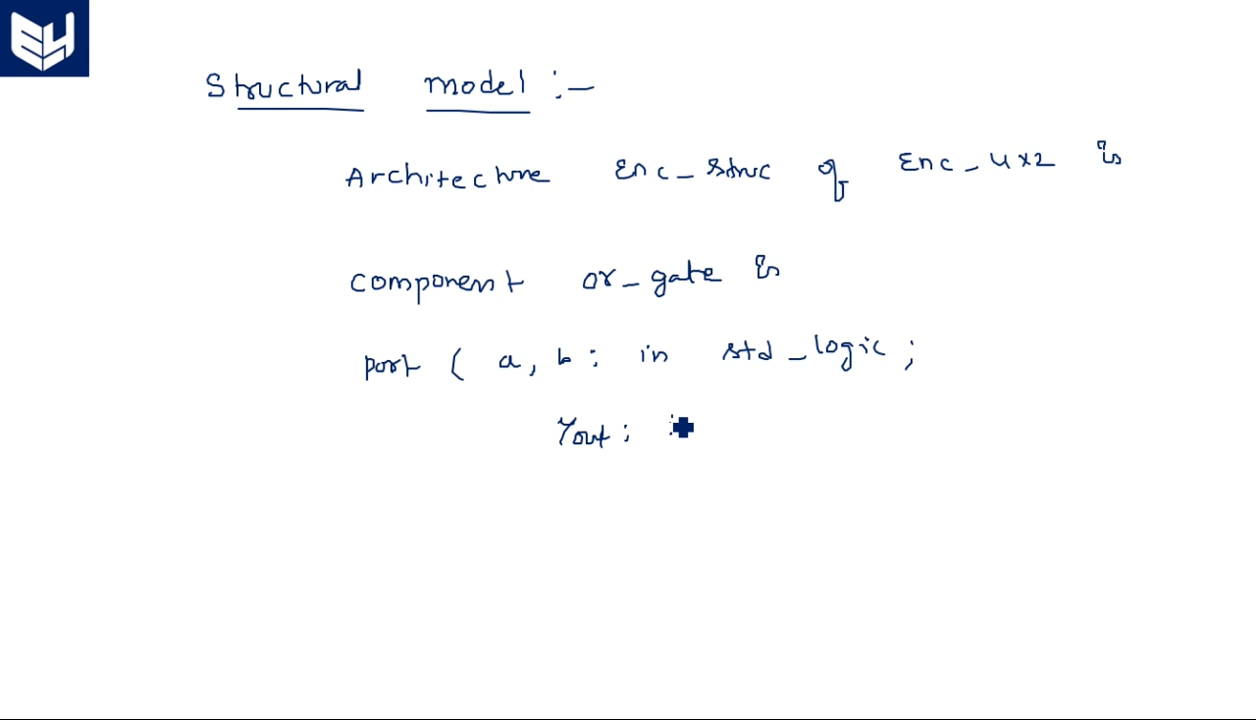 Structural model :-
Architecture Enc_struc of Enc_4x2 is
component or_gate is
port ( a, b : in std_logic ;
Yout :